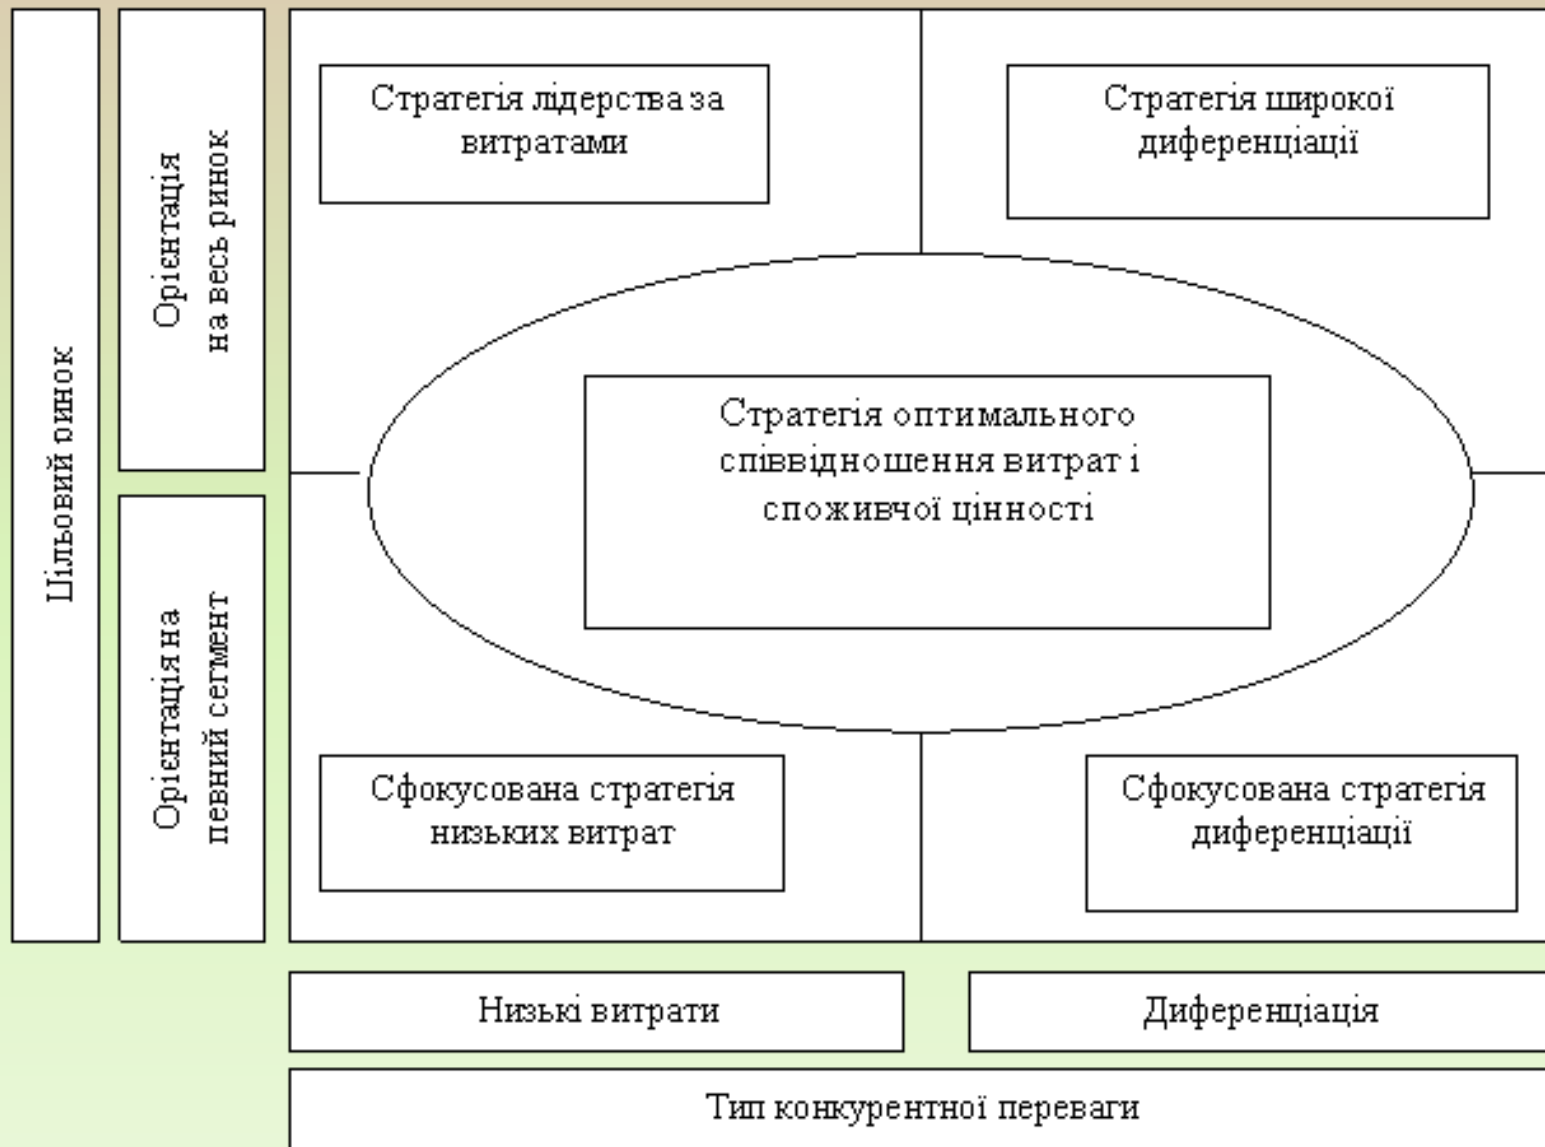 Цільовий ринок
Орієнтація
на весь ринок
Орієнтація на
певний сегмент
Стратегія лідерства за
витратами
Стратегія широкої
диференціації
Стратегія оптимального
співвідношення витрат і
споживчої цінності
Сфокусована стратегія
низьких витрат
Сфокусована стратегія
диференціації
Низькі витрати
Диференціація
Тип конкурентної переваги